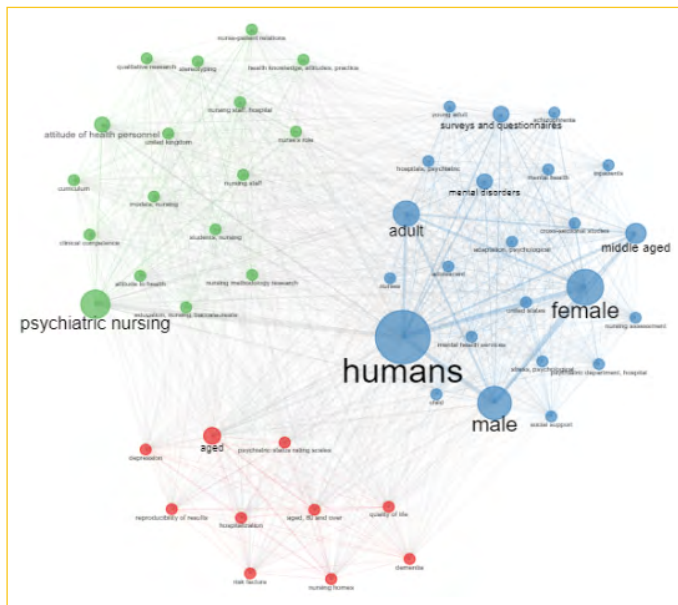 nurse-patient relations
qualitative research
stereotyping
health knowledge, attitudes, practice
nursing staff, hospital
attitude of health personnel
united kingdom
nurse's role
curriculum
nursing staff
models, nursing
clinical competence
students, nursing
attitude to health
nursing methodology research
psychiatric nursing
education, nursing, baccalaureate
young adult
schizophrenia
surveys and questionnaires
hospitals, psychiatric
mental health
inpatients
mental disorders
adult
cross-sectional studies
middle aged
adaptation, psychological
adolescent
nurses
female
united states
nursing assessment
mental health services
humans
stress, psychological
psychiatric department, hospital
child
male
social support
aged
depression
psychiatric status rating scales
reproducibility of results
hospitalization
aged, 80 and over
quality of life
risk factors
nursing homes
dementia